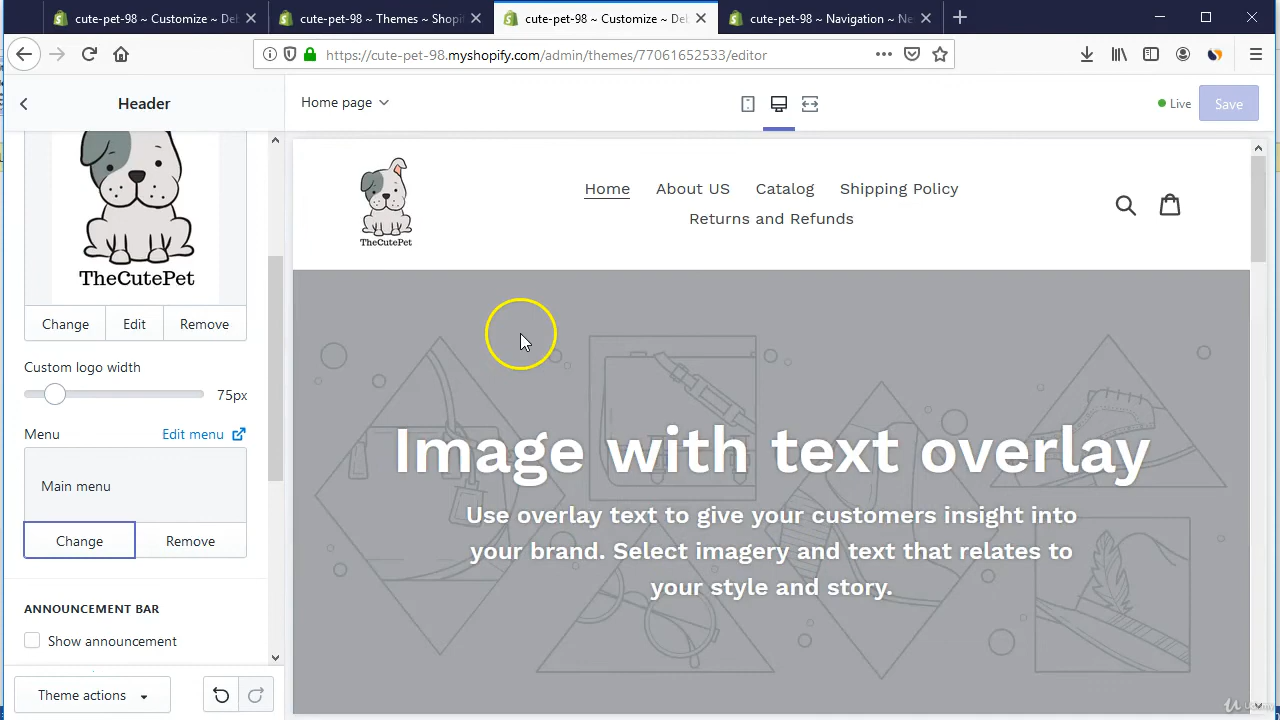 cute-pet-98 ~ Customize ~ De
cute-pet-98 ~ Themes ~ Shopi
cute-pet-98 ~ Customize ~ De
cute-pet-98 ~ Navigation ~ Ne
https://cute-pet-98.myshopify.com/admin/themes/77061652533/editor
Header
Home page
Live
Save
TheCutePet
Change
Edit
Remove
Custom logo width
75px
Menu
Edit menu
Main menu
Change
Remove
ANNOUNCEMENT BAR
Show announcement
Theme actions
TheCutePet
Home
About US
Catalog
Shipping Policy
Returns and Refunds
Image with text overlay
Use overlay text to give your customers insight into
your brand. Select imagery and text that relates to
your style and story.
Udemy